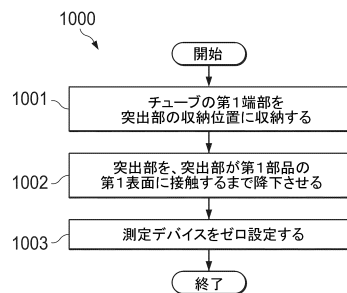 1000
開始
1001
チューブの第1端部を
突出部の収納位置に収納する
1002
突出部を、突出部が第1部品の
第1表面に接触するまで降下させる
1003
測定デバイスをゼロ設定する
終了